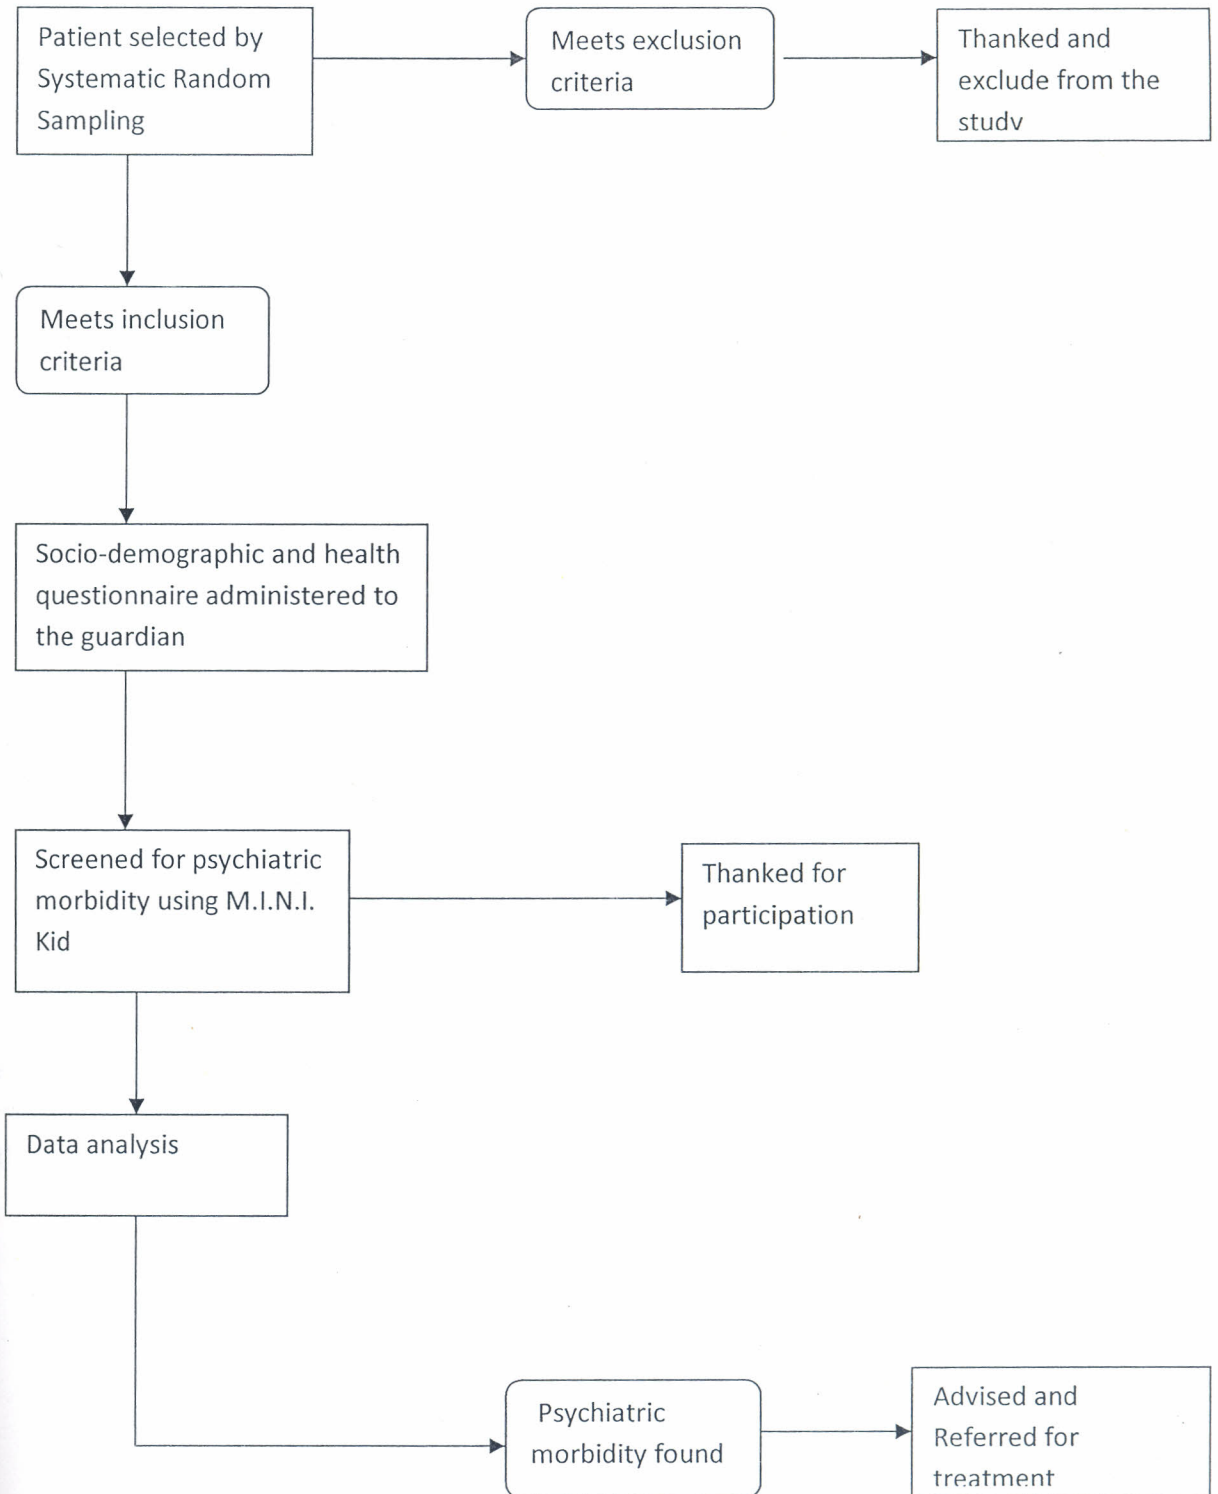 Patient selected by
Systematic Random
Sampling
Meets exclusion
criteria
Thanked and
exclude from the
study
Meets inclusion
criteria
Socio-demographic and health
questionnaire administered to
the guardian
Screened for psychiatric
morbidity using M.I.N.I.
Kid
Thanked for
participation
Data analysis
Psychiatric
morbidity found
Advised and
Referred for
treatment